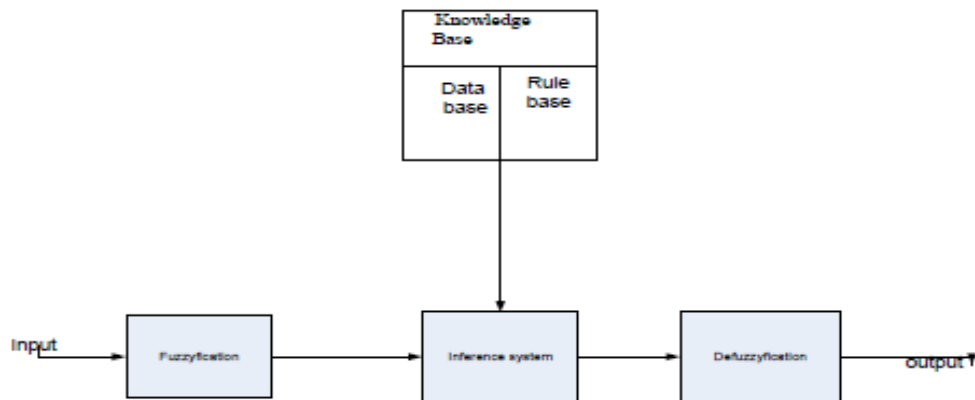 Knowledge
Base
Data
base
Rule
base
Input
Fuzzyfication
Inference system
Defuzzyfication
output